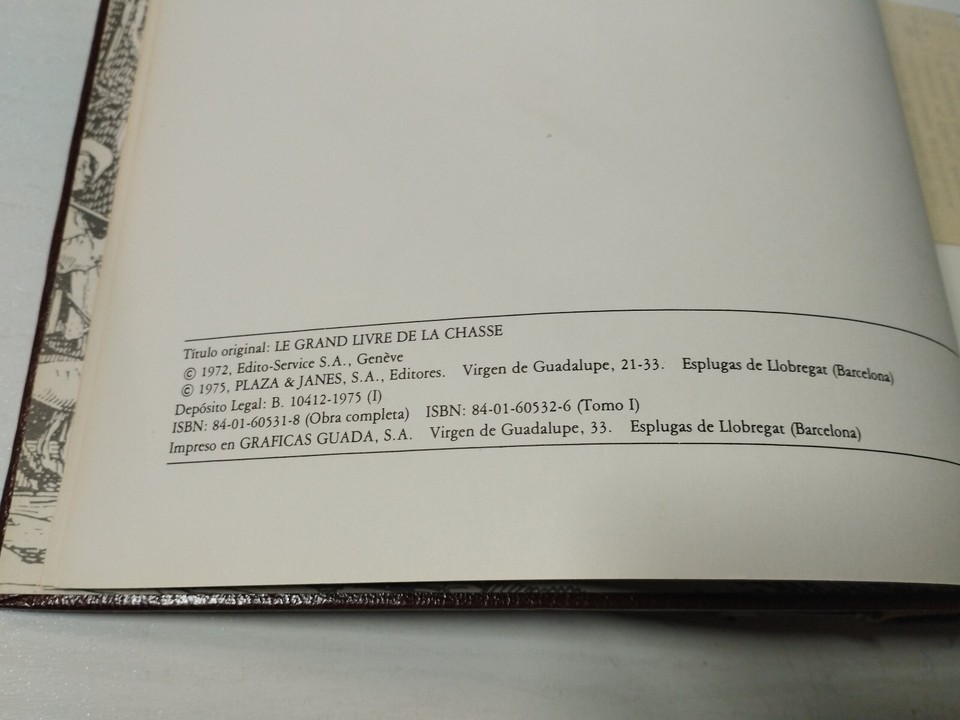 Título original: LE GRAND LIVRE DE LA CHASSE
© 1972, Edito-Service S.A., Genève
© 1975, PLAZA & JANES, S.A., Editores. Virgen de Guadalupe, 21-33. Esplugas de Llobregat (Barcelona)
Depósito Legal: B. 10412-1975 (I)
ISBN: 84-01-60531-8 (Obra completa) ISBN: 84-01-60532-6 (Tomo I)
Impreso en GRAFICAS GUADA, S.A. Virgen de Guadalupe, 33. Esplugas de Llobregat (Barcelona)